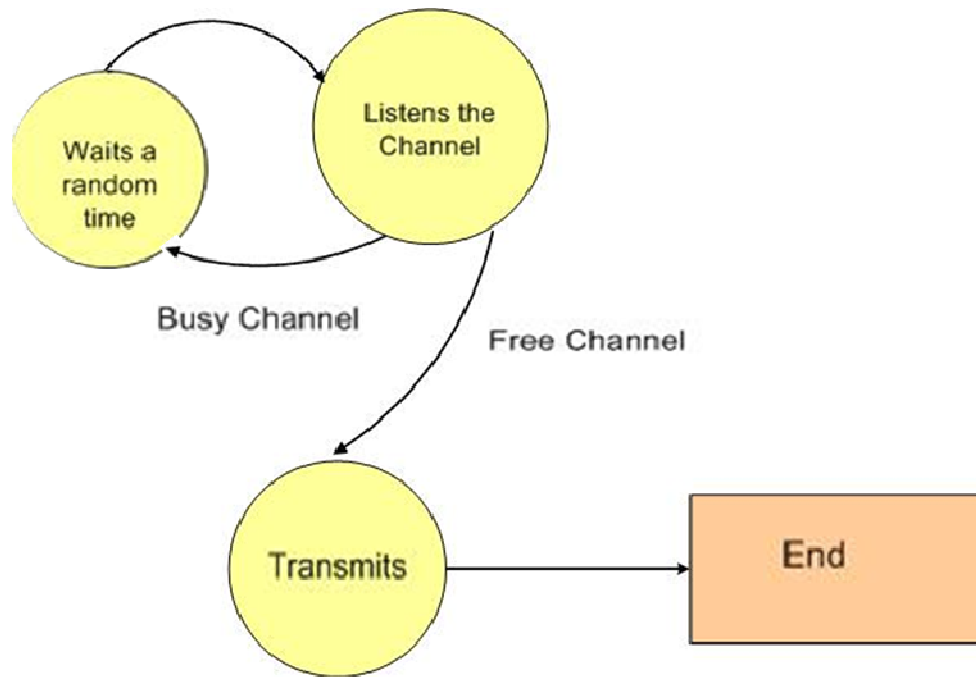 Listens the
Channel
Waits a
random
time
Busy Channel
Free Channel
Transmits
End